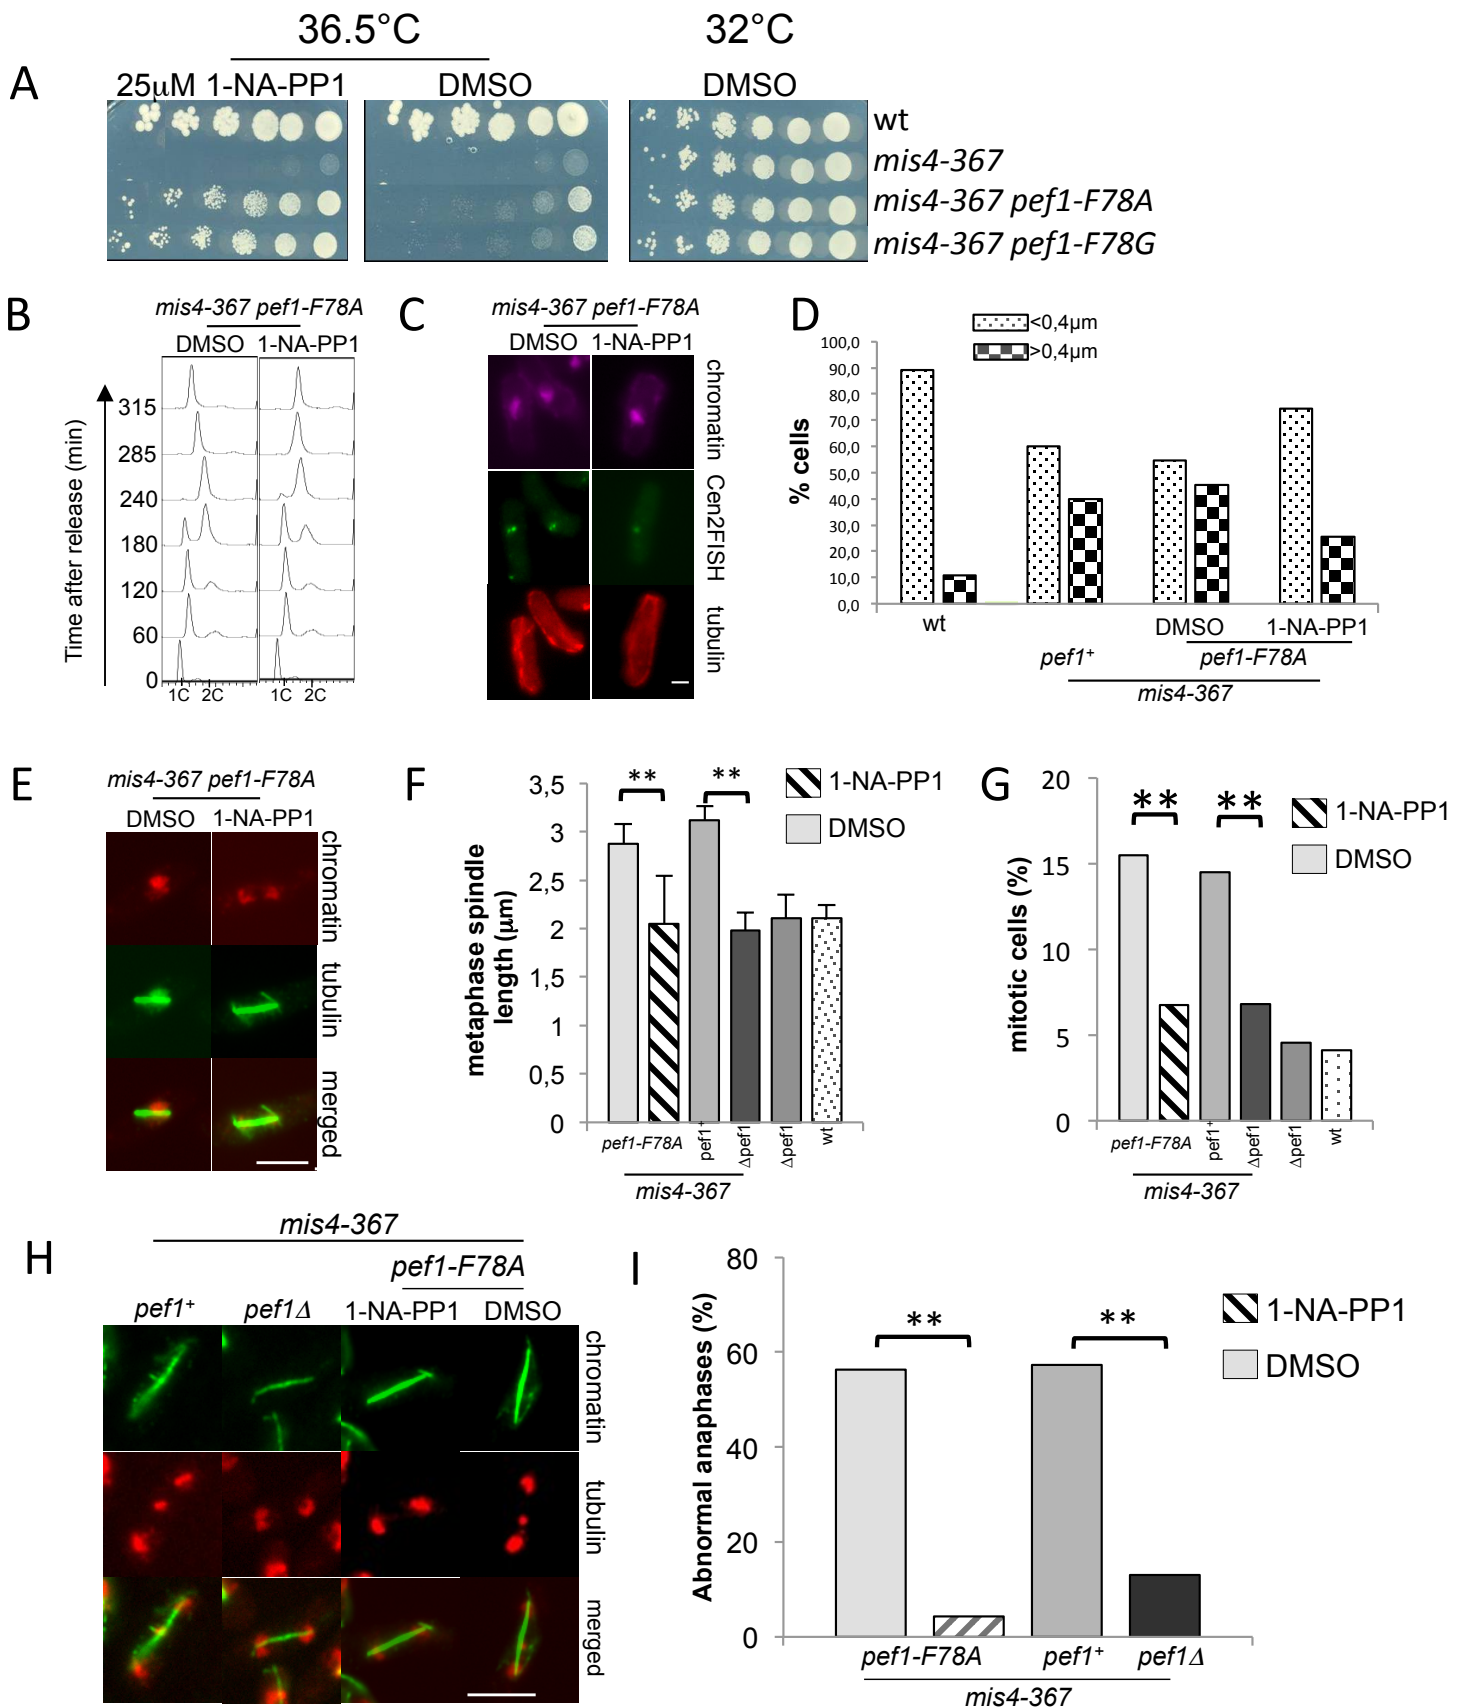 36.5°C
32°C
A
25µM 1-NA-PP1
DMSO
DMSO
wt
mis4-367
mis4-367 pef1-F78A
mis4-367 pef1-F78G
B
mis4-367 pef1-F78A
DMSO
1-NA-PP1
Time after release (min)
315
285
240
180
120
60
0
1C
2C
1C
2C
C
mis4-367 pef1-F78A
DMSO
1-NA-PP1
chromatin
Cen2FISH
tubulin
D
<0,4µm
>0,4µm
% cells
100,0
90,0
80,0
70,0
60,0
50,0
40,0
30,0
20,0
10,0
0,0
wt
DMSO
1-NA-PP1
pef1+
pef1-F78A
mis4-367
E
mis4-367 pef1-F78A
DMSO
1-NA-PP1
chromatin
tubulin
merged
F
metaphase spindle
length (µm)
3,5
3
2,5
2
1,5
1
0,5
0
**
**
1-NA-PP1
DMSO
pef1-F78A
pef1+
Δpef1
Δpef1
wt
mis4-367
G
mitotic cells (%)
20
15
10
5
0
**
**
1-NA-PP1
DMSO
pef1-F78A
pef1+
Δpef1
Δpef1
wt
mis4-367
H
mis4-367
pef1-F78A
pef1+
pef1Δ
1-NA-PP1
DMSO
chromatin
tubulin
merged
I
Abnormal anaphases (%)
80
60
40
20
0
**
**
1-NA-PP1
DMSO
pef1-F78A
pef1+
pef1Δ
mis4-367